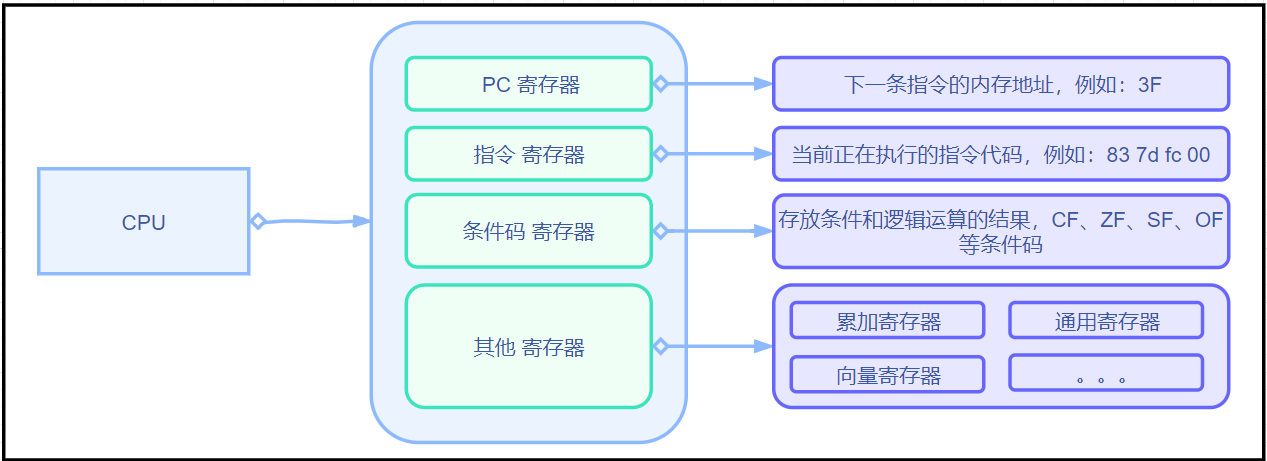 CPU
PC 寄存器
下一条指令的内存地址，例如：3F
指令 寄存器
当前正在执行的指令代码，例如：83 7d fc 00
条件码 寄存器
存放条件和逻辑运算的结果，CF、ZF、SF、OF
等条件码
其他 寄存器
累加寄存器
通用寄存器
向量寄存器
。。。